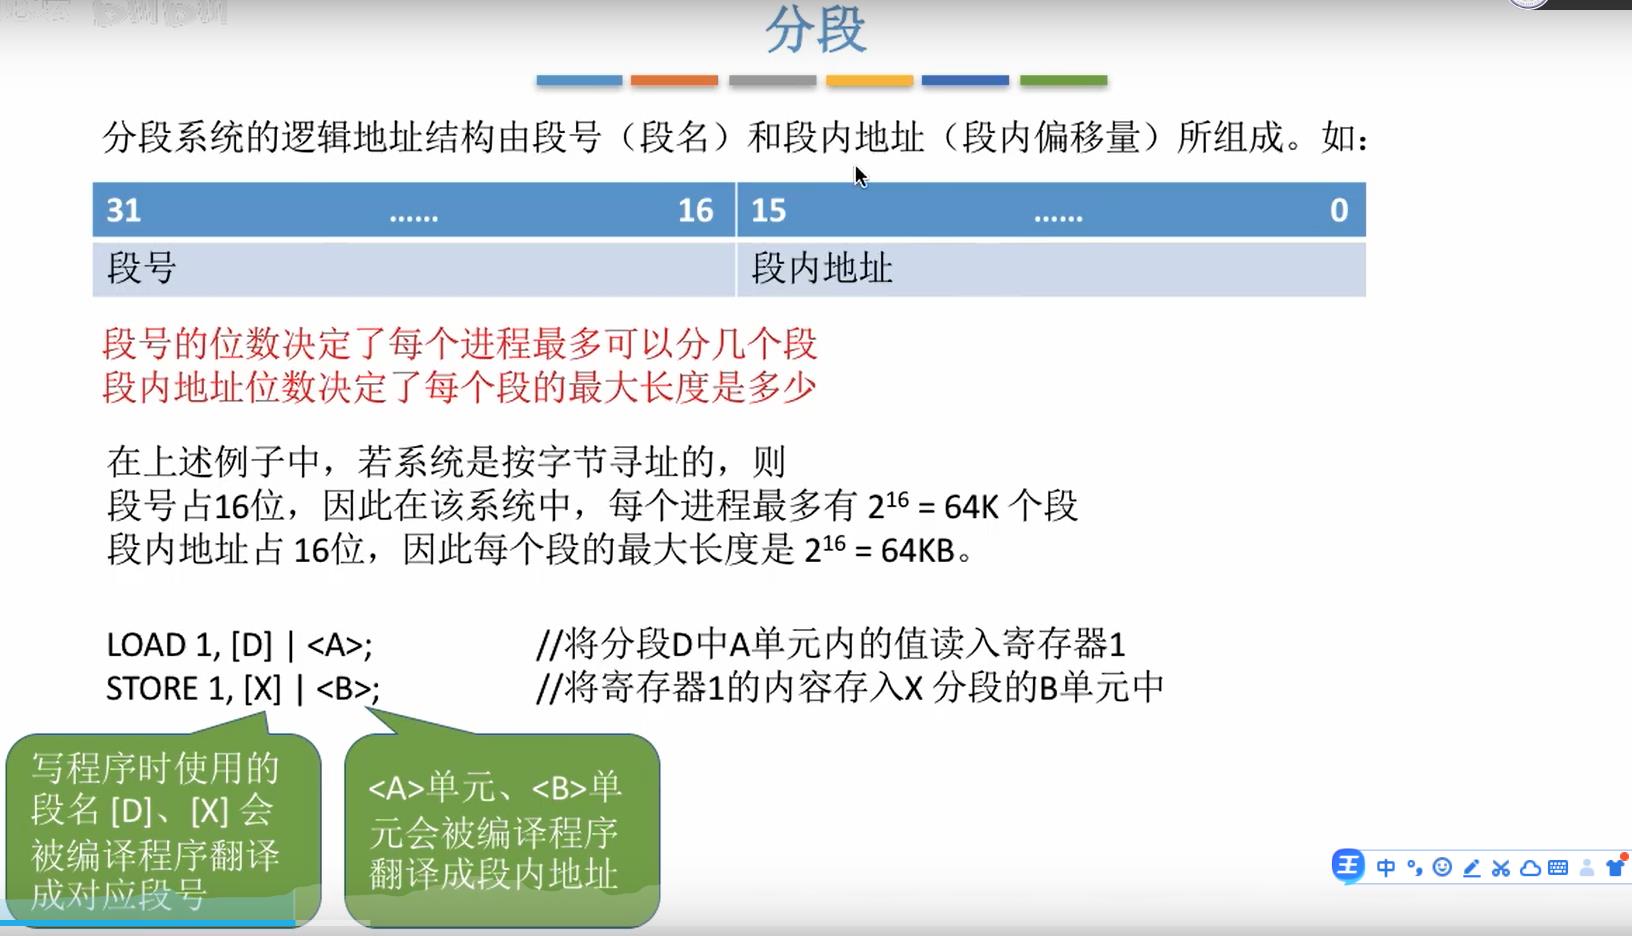 分段
分段系统的逻辑地址结构由段号（段名）和段内地址（段内偏移量）所组成。如：
31 …… 16 15 …… 0
段号 段内地址
段号的位数决定了每个进程最多可以分几个段
段内地址位数决定了每个段的最大长度是多少
在上述例子中，若系统是按字节寻址的，则
段号占16位，因此在该系统中，每个进程最多有 2¹⁶ = 64K 个段
段内地址占 16位，因此每个段的最大长度是 2¹⁶ = 64KB。
LOAD 1, [D] | <A>; //将分段D中A单元内的值读入寄存器1
STORE 1, [X] | <B>; //将寄存器1的内容存入X 分段的B单元中
写程序时使用的
段名 [D]、[X] 会
被编译程序翻译
成对应段号
<A>单元、<B>单
元会被编译程序
翻译成段内地址
王 中